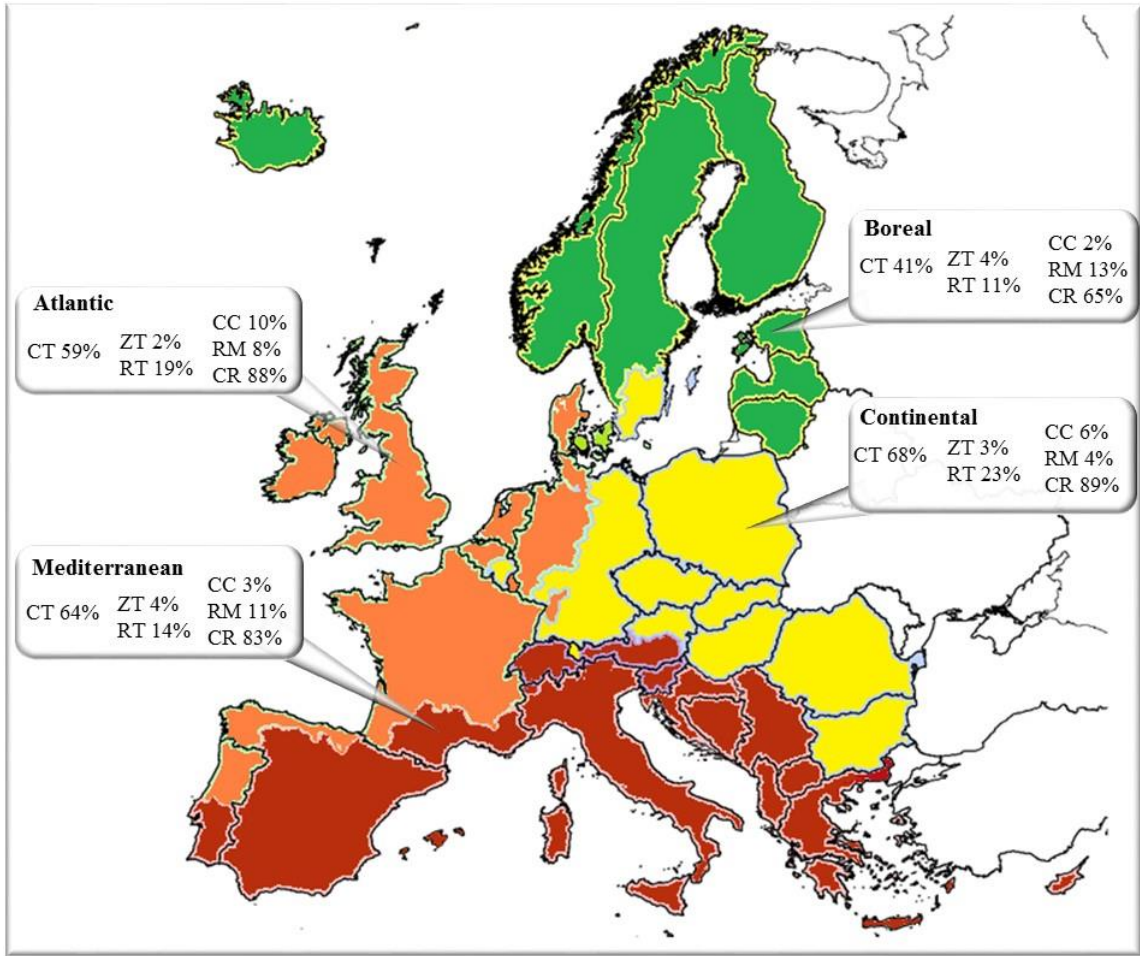 Boreal
CT 41%
ZT 4%
RT 11%
CC 2%
RM 13%
CR 65%
Atlantic
CT 59%
ZT 2%
RT 19%
CC 10%
RM 8%
CR 88%
Continental
CT 68%
ZT 3%
RT 23%
CC 6%
RM 4%
CR 89%
Mediterranean
CT 64%
ZT 4%
RT 14%
CC 3%
RM 11%
CR 83%